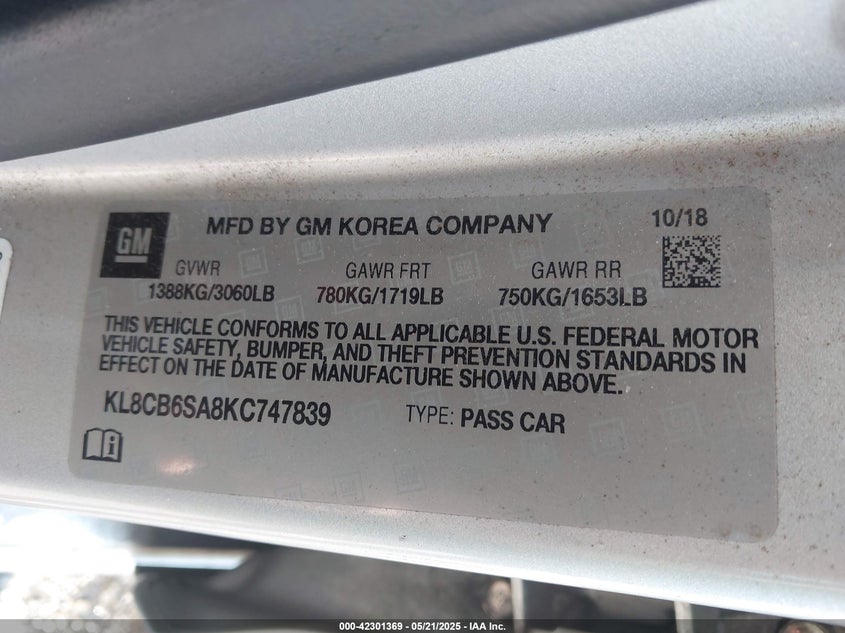 GM
MFD BY GM KOREA COMPANY
10/18
GVWR GAWR FRT GAWR RR
1388KG/3060LB 780KG/1719LB 750KG/1653LB
THIS VEHICLE CONFORMS TO ALL APPLICABLE U.S. FEDERAL MOTOR
VEHICLE SAFETY, BUMPER, AND THEFT PREVENTION STANDARDS IN
EFFECT ON THE DATE OF MANUFACTURE SHOWN ABOVE.
KL8CB6SA8KC747839 TYPE: PASS CAR
000-42301369 - 05/21/2025 - IAA Inc.